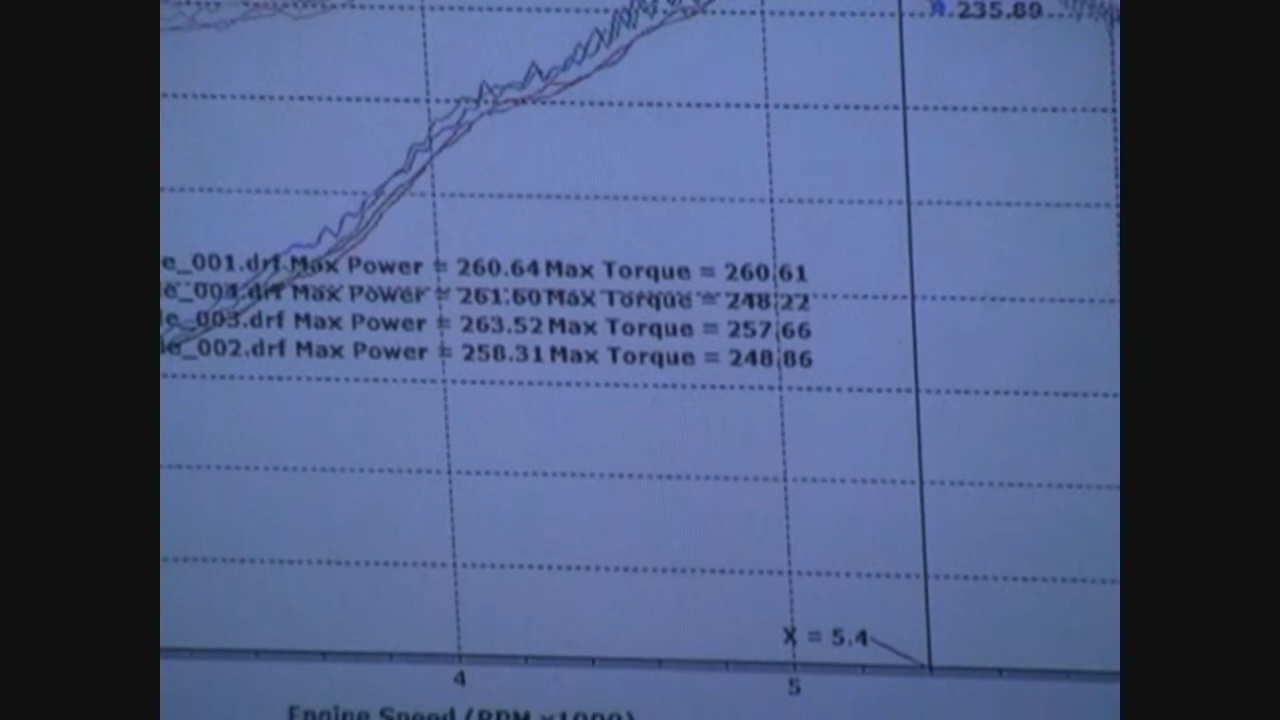 235.89
e_001.drf Max Power = 260.64 Max Torque = 260.61
e_004.drf Max Power = 261.60 Max Torque = 248.22
le_003.drf Max Power = 263.52 Max Torque = 257.66
le_002.drf Max Power = 258.31 Max Torque = 248.86
X = 5.4
4 5
Engine Speed (RPM x1000)